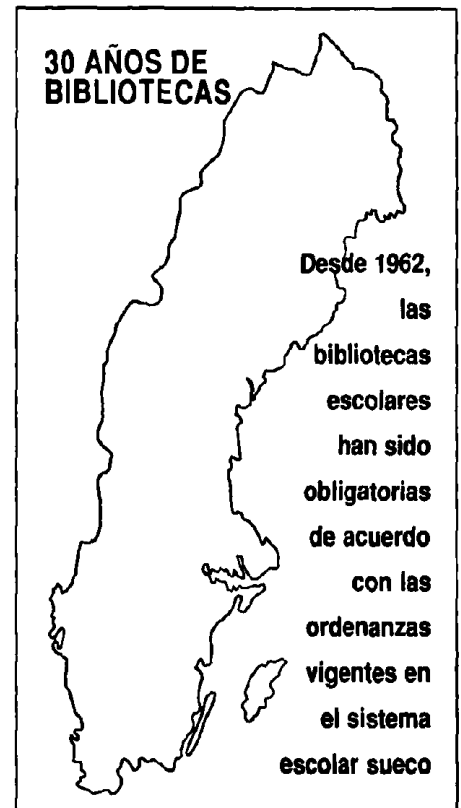 30 AÑOS DE
BIBLIOTECAS
Desde 1962,
las
bibliotecas
escolares
han sido
obligatorias
de acuerdo
con las
ordenanzas
vigentes en
el sistema
escolar sueco